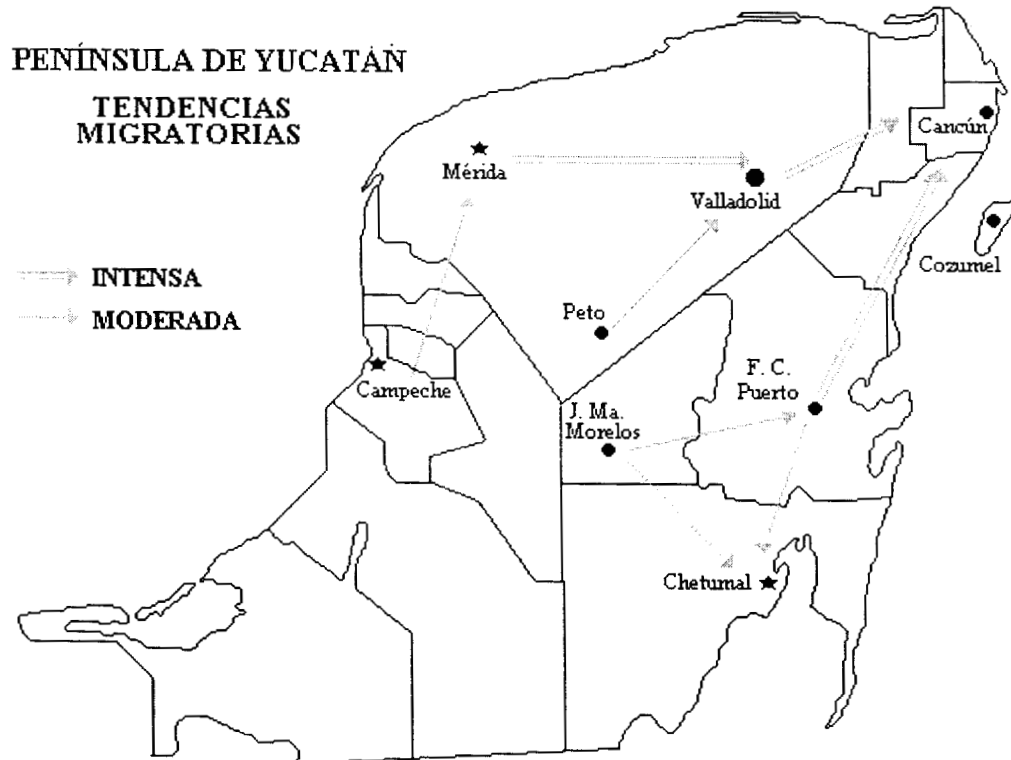 PENÍNSULA DE YUCATÁN
TENDENCIAS
MIGRATORIAS
Cancún
Mérida
Valladolid
Cozumel
INTENSA
MODERADA
Peto
Campeche
F. C.
Puerto
J. Ma.
Morelos
Chetumal